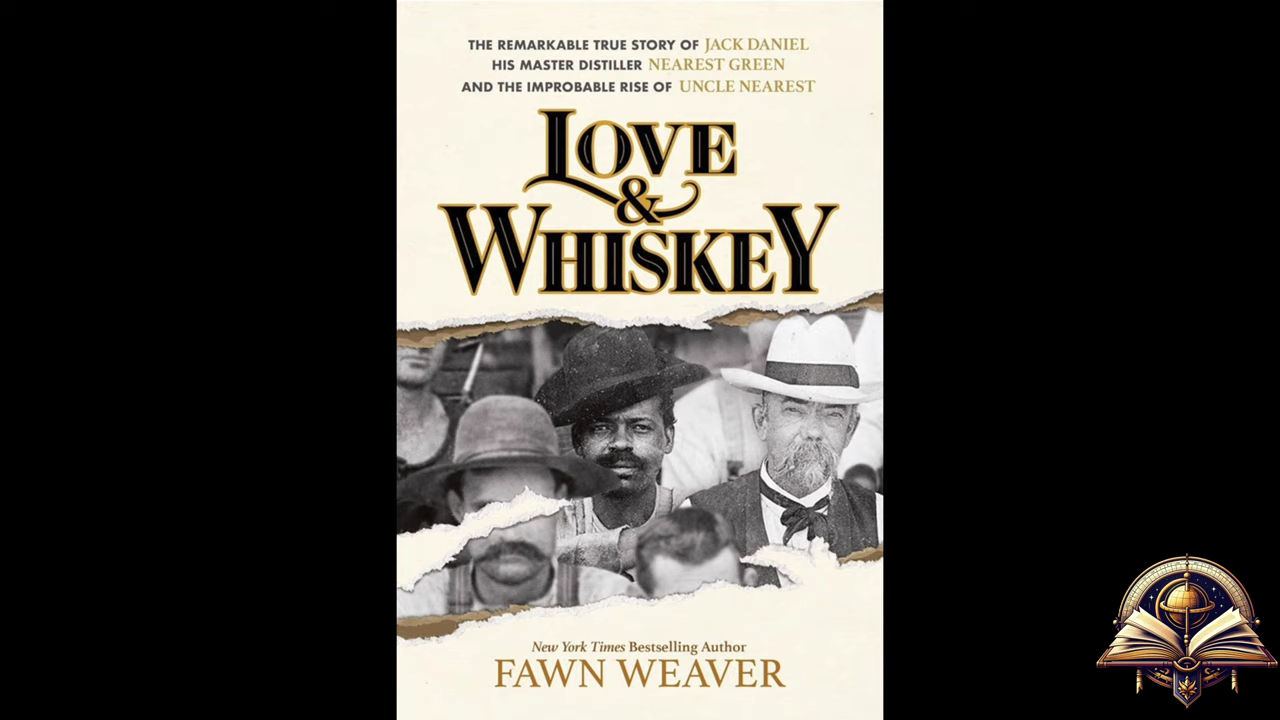 THE REMARKABLE TRUE STORY OF JACK DANIEL
HIS MASTER DISTILLER NEAREST GREEN
AND THE IMPROBABLE RISE OF UNCLE NEAREST
LOVE
&
WHISKEY
New York Times Bestselling Author
FAWN WEAVER